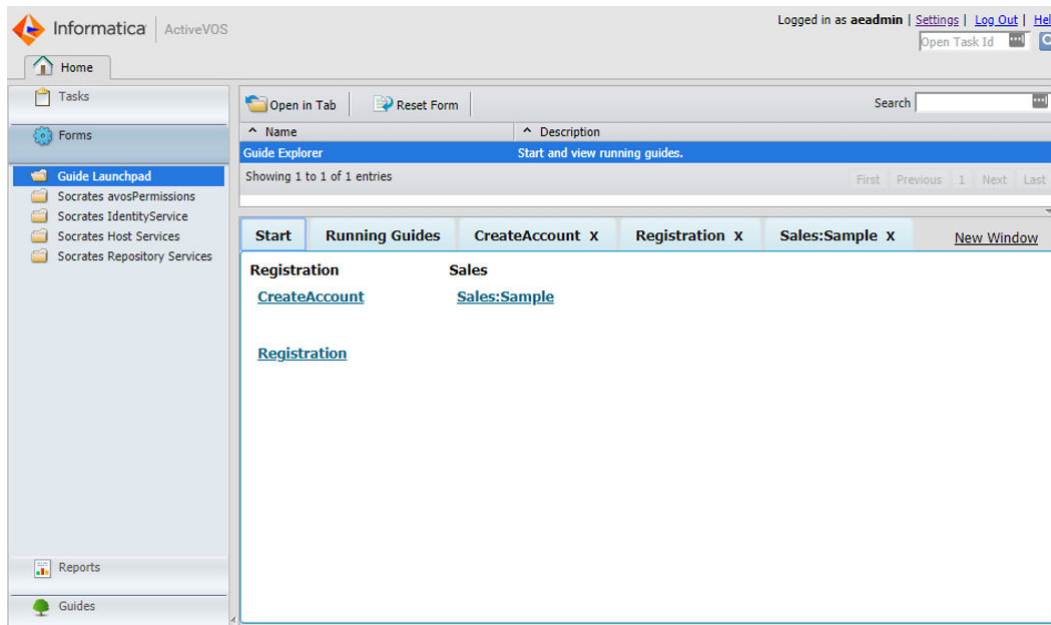 Informatica ActiveVOS
Logged in as aeadmin | Settings | Log Out | Hel
Open Task Id
Home
Tasks
Forms
Guide Launchpad
Socrates avosPermissions
Socrates IdentityService
Socrates Host Services
Socrates Repository Services
Reports
Guides
Open in Tab Reset Form Search
^ Name ^ Description
Guide Explorer Start and view running guides.
Showing 1 to 1 of 1 entries First Previous 1 Next Last
Start Running Guides CreateAccount X Registration X Sales:Sample X New Window
Registration Sales
CreateAccount Sales:Sample
Registration